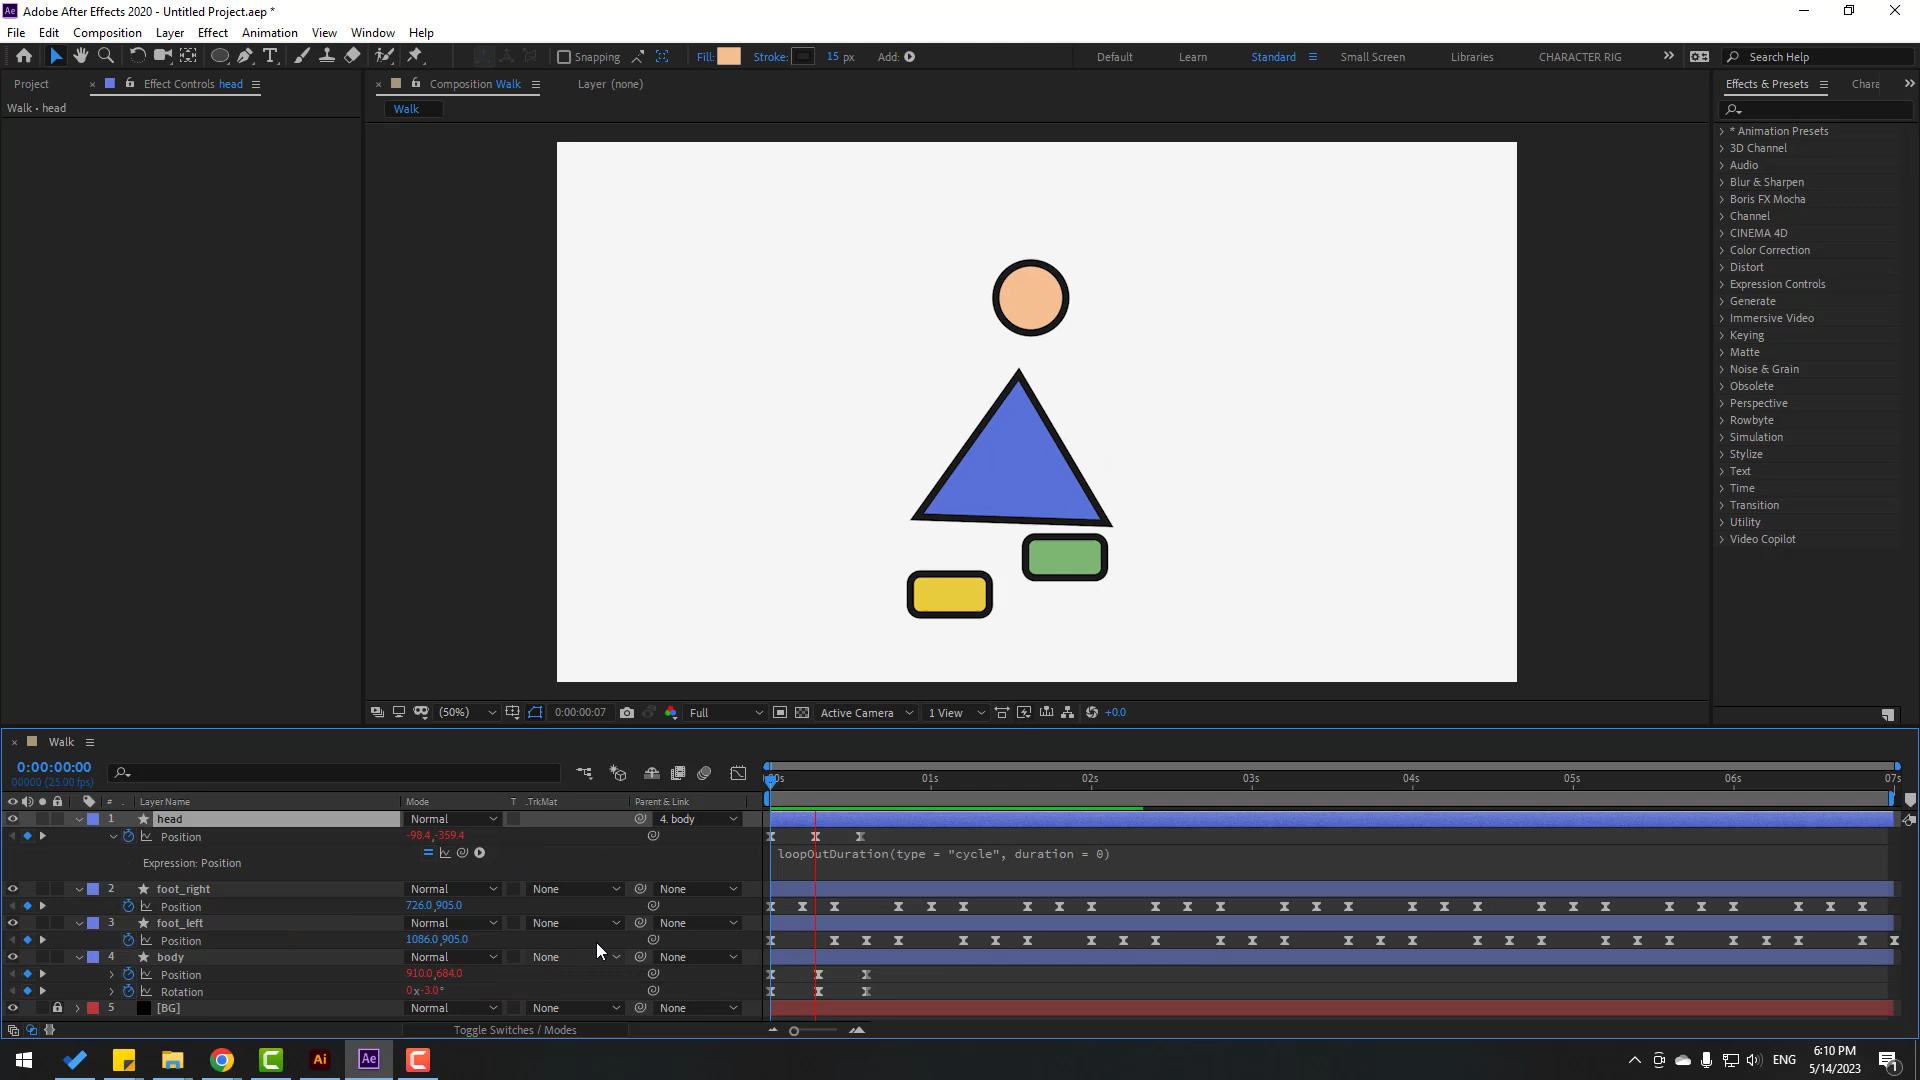 Ae Adobe After Effects 2020 - Untitled Project.aep *
File Edit Composition Layer Effect Animation View Window Help
Snapping Fill: Stroke: 15 px Add: Default Learn Standard Small Screen Libraries CHARACTER RIG Search Help
Project Effect Controls head Composition Walk Layer (none) Effects & Presets Chara
Walk • head
Walk
* Animation Presets
3D Channel
Audio
Blur & Sharpen
Boris FX Mocha
Channel
CINEMA 4D
Color Correction
Distort
Expression Controls
Generate
Immersive Video
Keying
Matte
Noise & Grain
Obsolete
Perspective
Rowbyte
Simulation
Stylize
Text
Time
Transition
Utility
Video Copilot
(50%) 0:00:00:07 Full Active Camera 1 View +0.0
Walk
0:00:00:00
00000 (25.00 fps)
01s 02s 03s 04s 05s 06s 07s
# Layer Name Mode T .TrkMat Parent & Link
1 head Normal 4. body
Position -98.4,-359.4
loopOutDuration(type = "cycle", duration = 0)
Expression: Position
2 foot_right Normal None None
Position 726.0,905.0
3 foot_left Normal None None
Position 1086.0,905.0
4 body Normal None None
Position 910.0,684.0
Rotation 0x-3.0°
5 [BG] Normal None None
Toggle Switches / Modes
Ai Ae
ENG 6:10 PM
5/14/2023
1